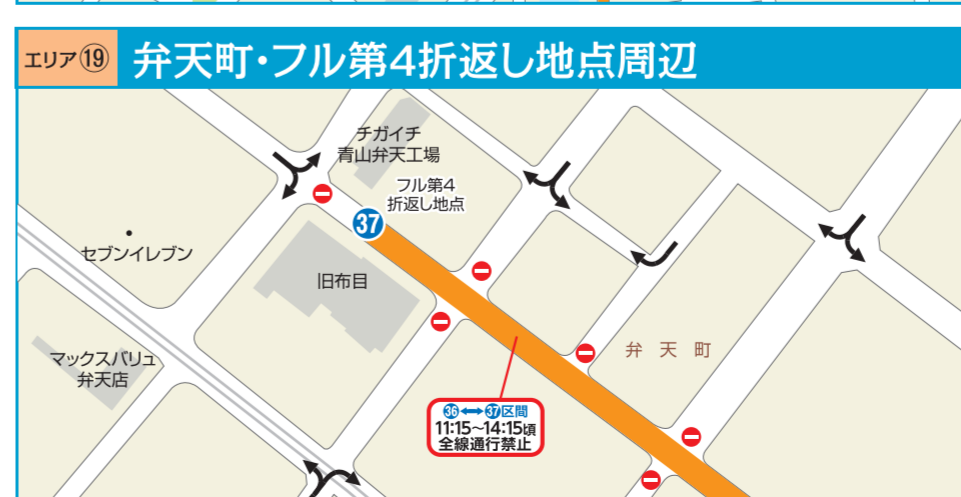 エリア⑲ 弁天町・フル第4折返し地点周辺
チガイチ
青山弁天工場
フル第4
折返し地点
37
セブンイレブン
旧布目
マックスバリュ
弁天店
弁天町
㊱⟷㊲区間
11:15~14:15頃
全線通行禁止